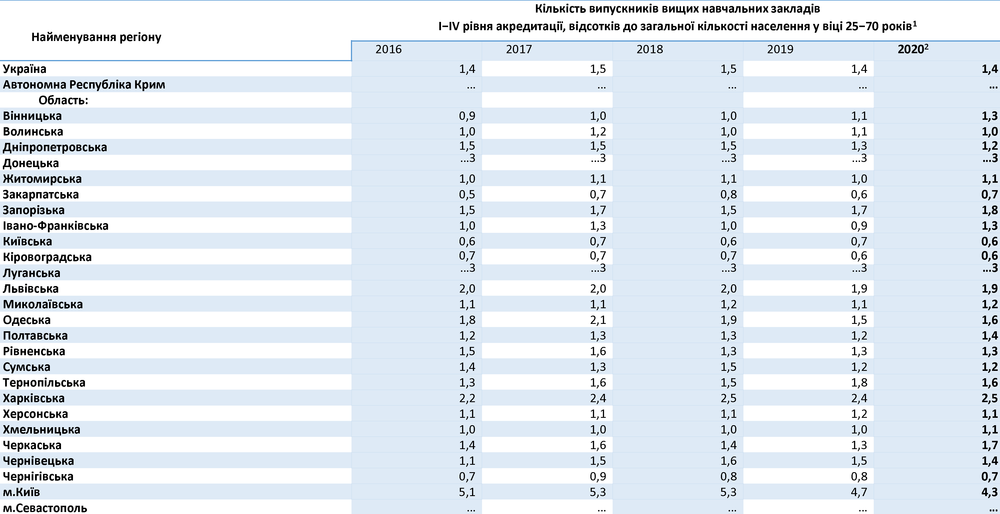 Кількість випускників вищих навчальних закладів
І−IV рівня акредитації, відсотків до загальної кількості населення у віці 25−70 років¹
Найменування регіону
2016 2017 2018 2019 2020²
Україна 1,4 1,5 1,5 1,4 1,4
Автономна Республіка Крим ... ... ... ... ...
Область:
Вінницька 0,9 1,0 1,0 1,1 1,3
Волинська 1,0 1,2 1,0 1,1 1,0
Дніпропетровська 1,5 1,5 1,5 1,3 1,2
Донецька ...3 ...3 ...3 ...3 ...3
Житомирська 1,0 1,1 1,1 1,0 1,1
Закарпатська 0,5 0,7 0,8 0,6 0,7
Запорізька 1,5 1,7 1,5 1,7 1,8
Івано-Франківська 1,0 1,3 1,0 0,9 1,3
Київська 0,6 0,7 0,6 0,7 0,6
Кіровоградська 0,7 0,7 0,7 0,6 0,6
Луганська ...3 ...3 ...3 ...3 ...3
Львівська 2,0 2,0 2,0 1,9 1,9
Миколаївська 1,1 1,1 1,2 1,1 1,2
Одеська 1,8 2,1 1,9 1,5 1,6
Полтавська 1,2 1,3 1,3 1,2 1,4
Рівненська 1,5 1,6 1,3 1,3 1,3
Сумська 1,4 1,3 1,5 1,2 1,2
Тернопільська 1,3 1,6 1,5 1,8 1,6
Харківська 2,2 2,4 2,5 2,4 2,5
Херсонська 1,1 1,1 1,1 1,2 1,1
Хмельницька 1,0 1,0 1,0 1,0 1,1
Черкаська 1,4 1,6 1,4 1,3 1,7
Чернівецька 1,1 1,5 1,6 1,5 1,4
Чернігівська 0,7 0,9 0,8 0,8 0,7
м.Київ 5,1 5,3 5,3 4,7 4,3
м.Севастополь ... ... ... ... ...